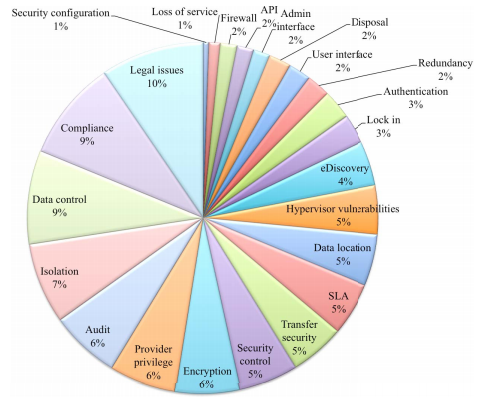 Security configuration
1%
Loss of service
1%
Firewall
2%
API
2%
Admin
interface
2%
Disposal
2%
User interface
2%
Redundancy
2%
Authentication
3%
Lock in
3%
eDiscovery
4%
Hypervisor vulnerabilities
5%
Data location
5%
SLA
5%
Transfer
security
5%
Security
control
5%
Encryption
6%
Provider
privilege
6%
Audit
6%
Isolation
7%
Data control
9%
Compliance
9%
Legal issues
10%